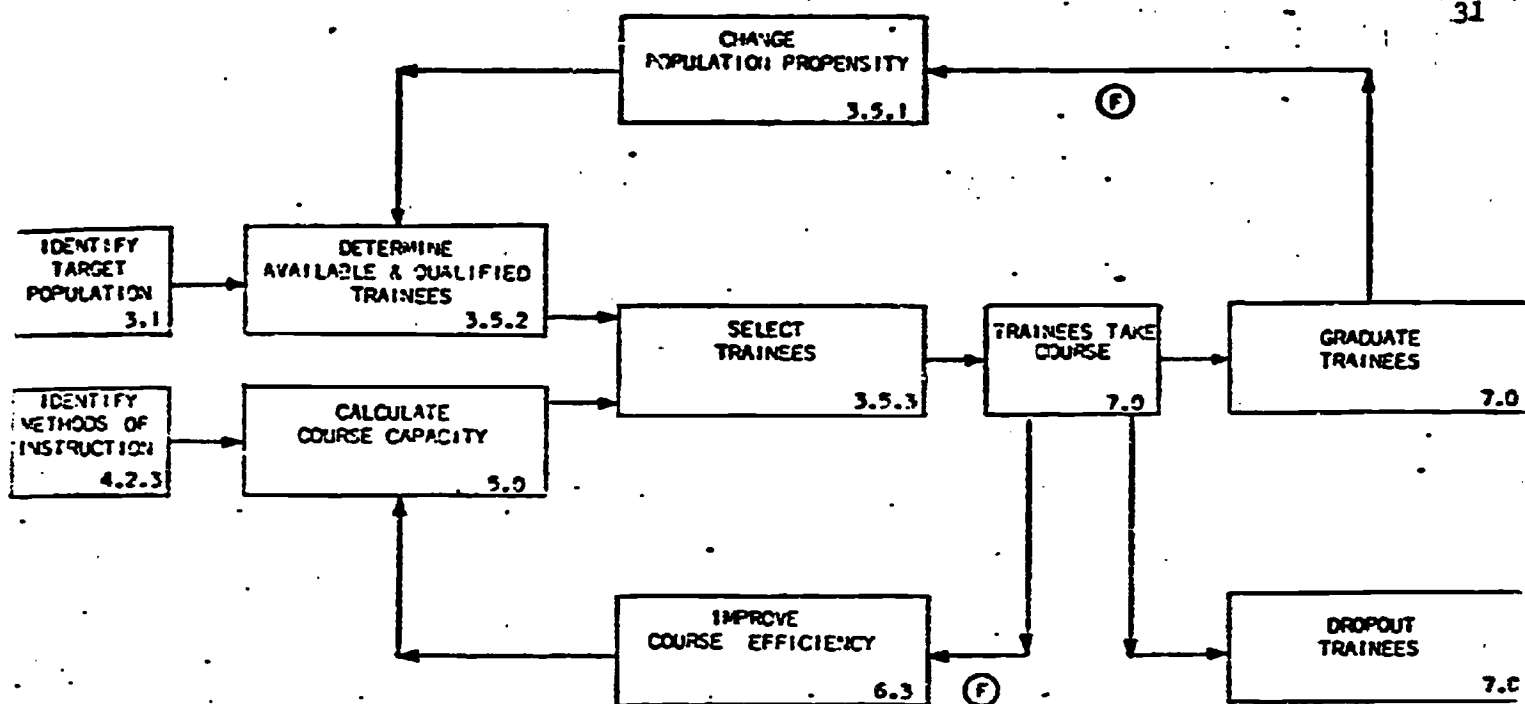 31
CHANGE
POPULATION PROPENSITY
3.5.1
F
IDENTIFY
TARGET
POPULATION
3.1
DETERMINE
AVAILABLE & QUALIFIED
TRAINEES
3.5.2
SELECT
TRAINEES
3.5.3
TRAINEES TAKE
COURSE
7.0
GRADUATE
TRAINEES
7.0
IDENTIFY
METHODS OF
INSTRUCTION
4.2.3
CALCULATE
COURSE CAPACITY
5.0
IMPROVE
COURSE EFFICIENCY
6.3
F
DROPOUT
TRAINEES
7.0